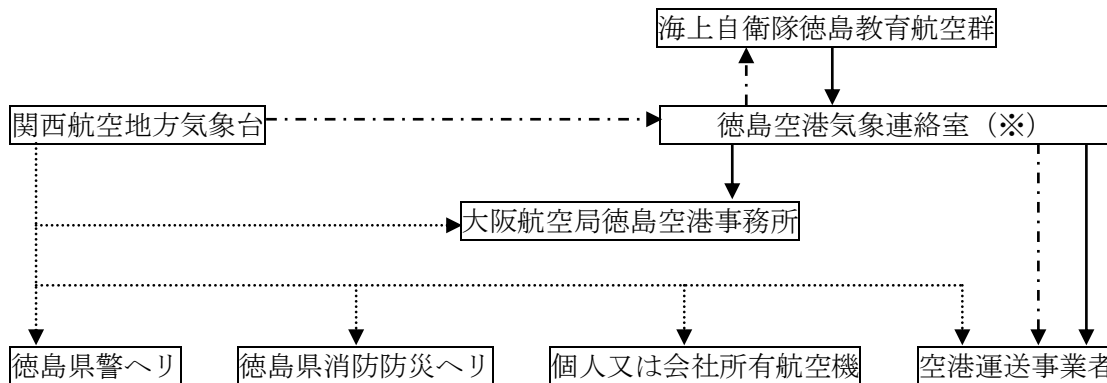 海上自衛隊徳島教育航空群
関西航空地方気象台
徳島空港気象連絡室（※）
大阪航空局徳島空港事務所
徳島県警ヘリ
徳島県消防防災ヘリ
個人又は会社所有航空機
空港運送事業者